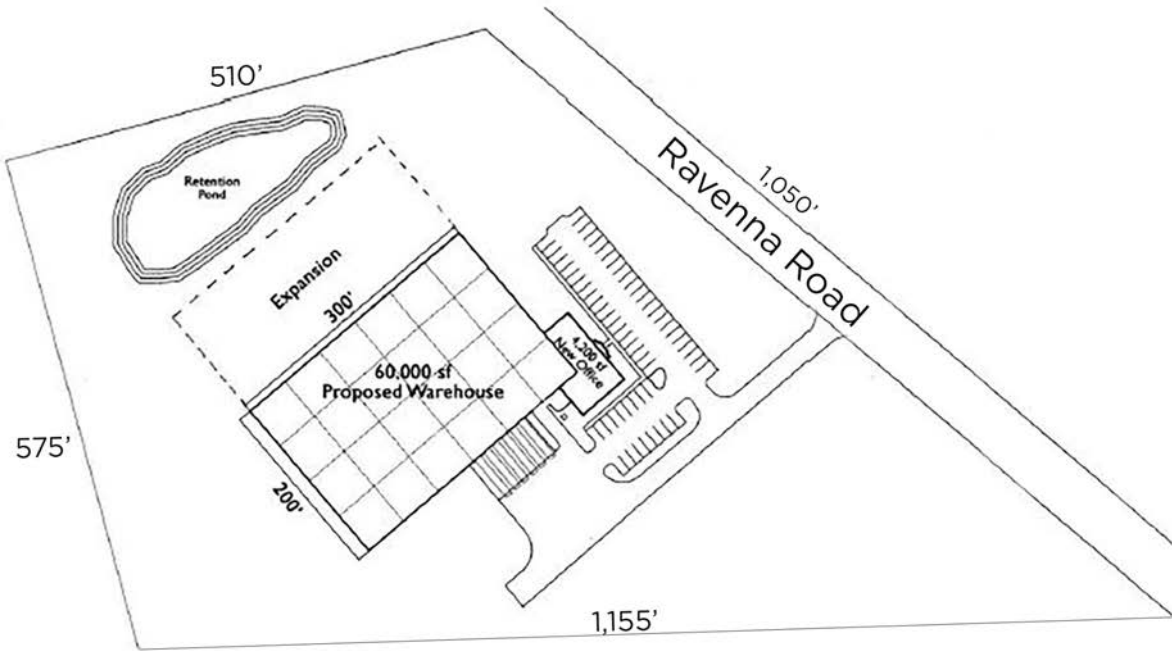 510’
Retention
Pond
Ravenna Road
1,050’
Expansion
300’
4,200 sf
New Office
60,000 sf
Proposed Warehouse
575’
200’
1,155’